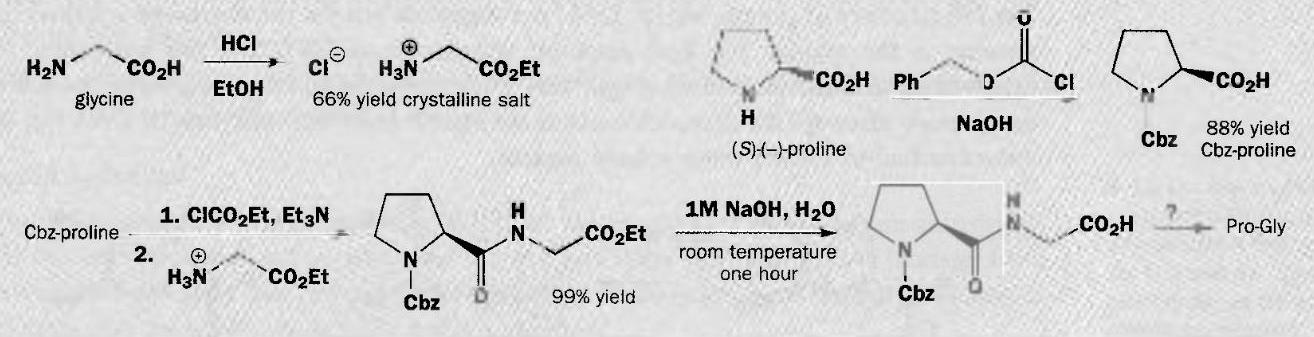 H2N CO2H
glycine
HCl
EtOH
Cl⊖ H3N⊕ CO2Et
66% yield crystalline salt
N
H
CO2H
(S)-(–)-proline
Ph O O Cl
NaOH
N
Cbz
CO2H
88% yield
Cbz-proline
Cbz-proline
1. ClCO2Et, Et3N
2. H3N⊕ CO2Et
N
Cbz
O
H
N
CO2Et
99% yield
1M NaOH, H2O
room temperature
one hour
N
Cbz
O
H
N
CO2H
?
Pro-Gly